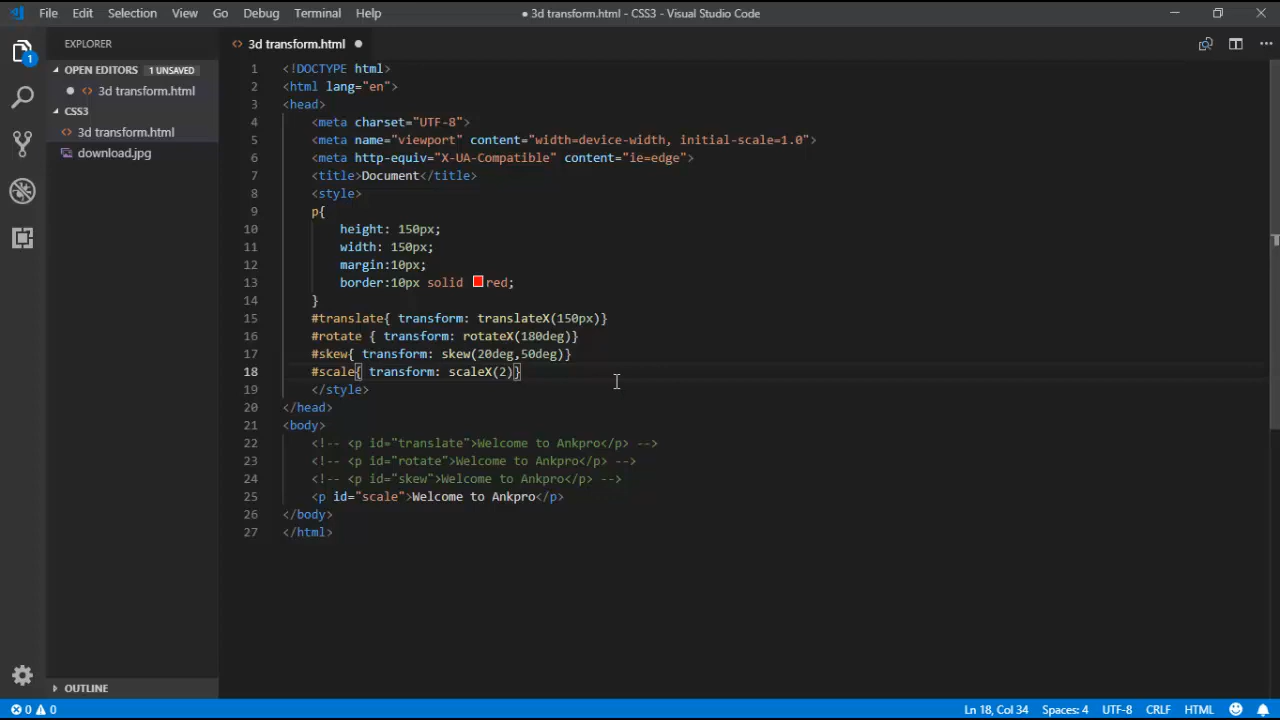 File Edit Selection View Go Debug Terminal Help
● 3d transform.html - CSS3 - Visual Studio Code
EXPLORER
OPEN EDITORS 1 UNSAVED
● <> 3d transform.html
CSS3
<> 3d transform.html
download.jpg
OUTLINE
1
<> 3d transform.html ●
1 <!DOCTYPE html>
2 <html lang="en">
3 <head>
4 <meta charset="UTF-8">
5 <meta name="viewport" content="width=device-width, initial-scale=1.0">
6 <meta http-equiv="X-UA-Compatible" content="ie=edge">
7 <title>Document</title>
8 <style>
9 p{
10 height: 150px;
11 width: 150px;
12 margin:10px;
13 border:10px solid red;
14 }
15 #translate{ transform: translateX(150px)}
16 #rotate { transform: rotateX(180deg)}
17 #skew{ transform: skew(20deg,50deg)}
18 #scale{ transform: scaleX(2)}
19 </style>
20 </head>
21 <body>
22 <!-- <p id="translate">Welcome to Ankpro</p> -->
23 <!-- <p id="rotate">Welcome to Ankpro</p> -->
24 <!-- <p id="skew">Welcome to Ankpro</p> -->
25 <p id="scale">Welcome to Ankpro</p>
26 </body>
27 </html>
0 0
Ln 18, Col 34 Spaces: 4 UTF-8 CRLF HTML